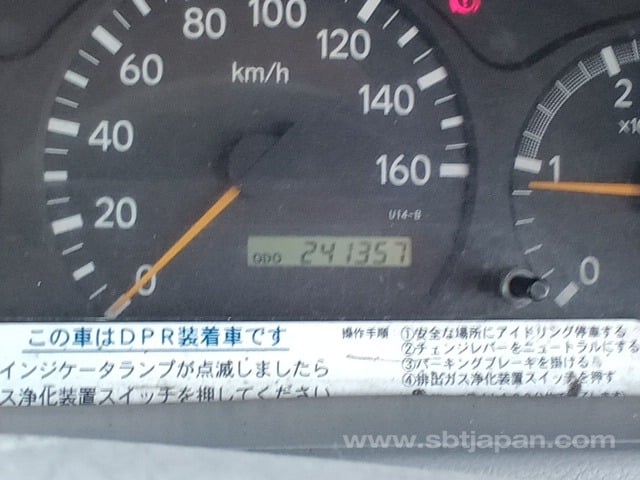 80 100 120
60 km/h 140
40 160
20 U14-B
0 ODO 241357
2
1
0
この車はDPR装着車です
インジケータランプが点滅しましたら
ス浄化装置スイッチを押してください
操作手順 ①安全な場所にアイドリング停車する
②チェンジレバーをニュートラルにする
③パーキングブレーキを掛ける
④排出ガス浄化装置スイッチを押す
www.sbtjapan.com